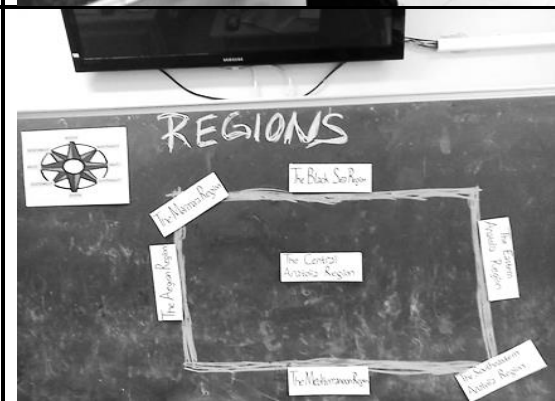 SAMSUNG
REGIONS
The Black Sea Region
The Marmara Region
The Central
Anatolia Region
The Aegean Region
The Eastern
Anatolia
Region
The Mediterranean Region
The Southeastern
Anatolia Region